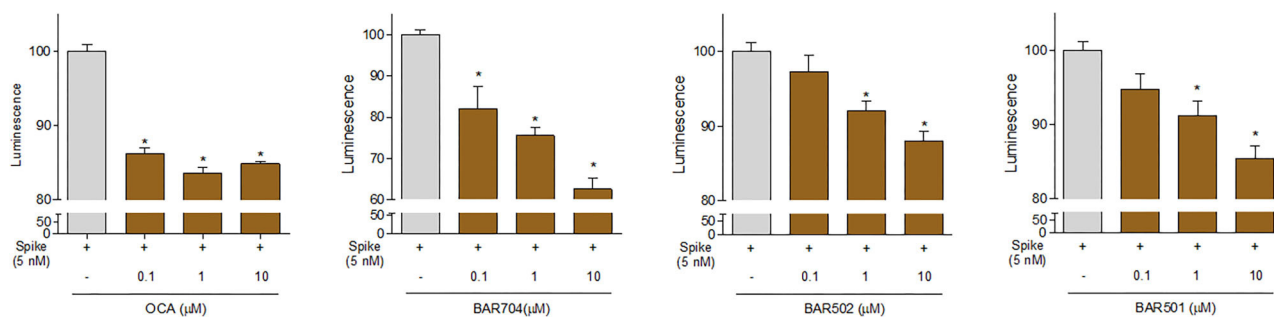 Luminescence
100
90
80
50
0
*
*
*
Spike
(5 nM)
+ + + +
- 0.1 1 10
OCA (μM)
Luminescence
100
80
70
60
50
0
*
*
*
Spike
(5 nM)
+ + + +
- 0.1 1 10
BAR704(μM)
Luminescence
100
90
80
50
0
*
*
Spike
(5 nM)
+ + + +
- 0.1 1 10
BAR502 (μM)
Luminescence
100
90
80
50
0
*
*
Spike
(5 nM)
+ + + +
- 0.1 1 10
BAR501 (μM)